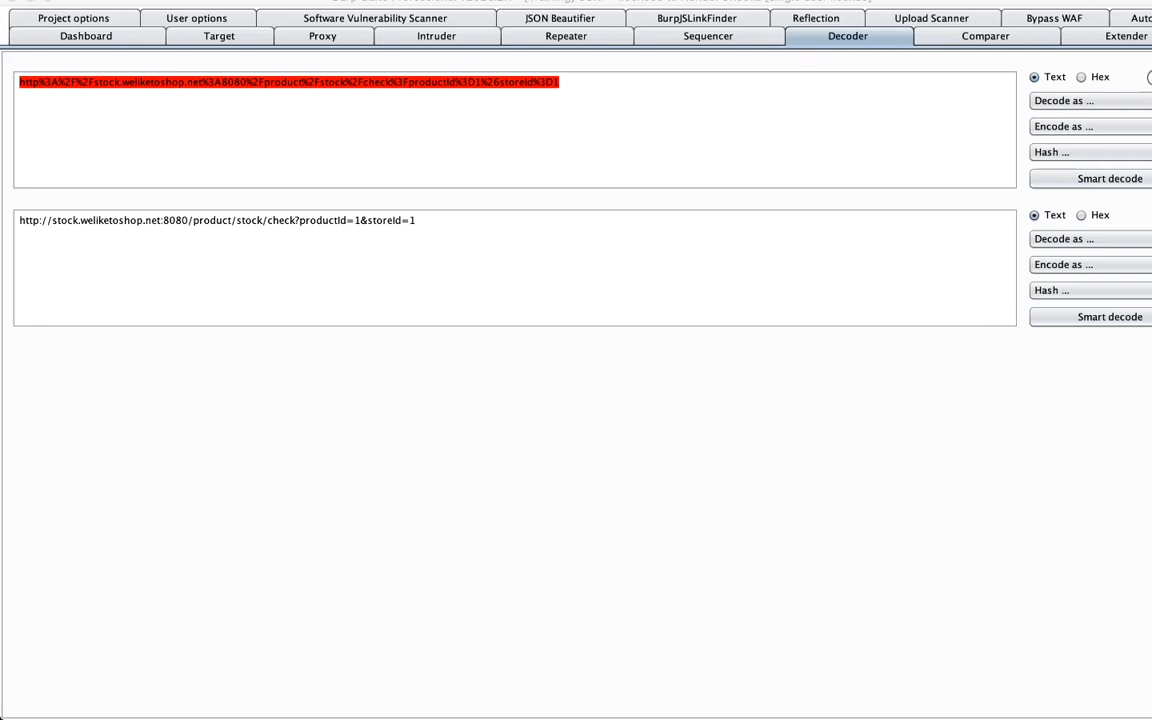 Project options User options Software Vulnerability Scanner JSON Beautifier BurpJSLinkFinder Reflection Upload Scanner Bypass WAF Auto
Dashboard Target Proxy Intruder Repeater Sequencer Decoder Comparer Extender
http%3A%2F%2Fstock.weliketoshop.net%3A8080%2Fproduct%2Fstock%2Fcheck%3FproductId%3D1%26storeId%3D1
Text Hex
Decode as ...
Encode as ...
Hash ...
Smart decode
http://stock.weliketoshop.net:8080/product/stock/check?productId=1&storeId=1
Text Hex
Decode as ...
Encode as ...
Hash ...
Smart decode